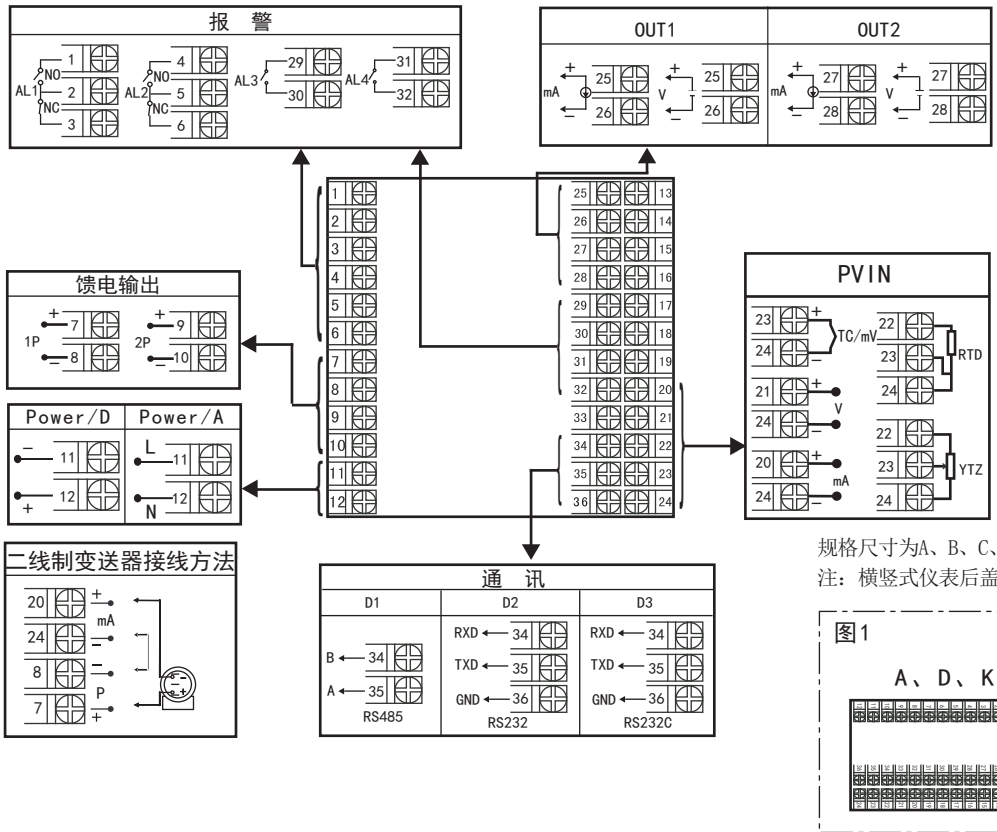 报 警
1
NO
AL1
2
NC
3
4
NO
AL2
5
NC
6
29
AL3
30
31
AL4
32
OUT1
OUT2
+
mA
−
25
26
+
V
−
25
26
+
mA
−
27
28
+
V
−
27
28
1
2
3
4
5
6
7
8
9
10
11
12
25 13
26 14
27 15
28 16
29 17
30 18
31 19
32 20
33 21
34 22
35 23
36 24
馈电输出
+
7
1P
8
−
+
9
2P
10
−
Power/D
Power/A
−
11
12
+
L
11
12
N
二线制变送器接线方法
20 +
mA
24 −
8 −
P
7 +
PVIN
23 +
TC/mV
24 −
21 +
V
24 −
20 +
mA
24 −
22
23
RTD
24
22
23
YTZ
24
通 讯
D1
D2
D3
B 34
A 35
RS485
RXD 34
TXD 35
GND 36
RS232
RXD 34
TXD 35
GND 36
RS232C
规格尺寸为A、B、C、
注：横竖式仪表后盖
图1
A、D、K